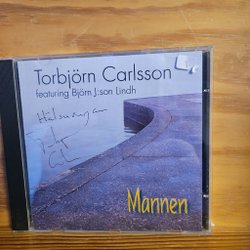 Torbjörn Carlsson
featuring Björn J:son Lindh
Hälsningar
Mannen